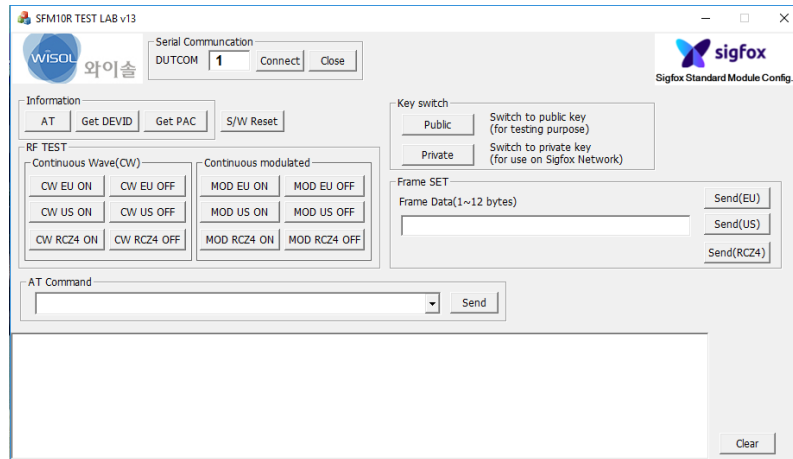 SFM10R TEST LAB v13
wisol 와이솔
Serial Communcation
DUTCOM 1 Connect Close
sigfox
Sigfox Standard Module Config.
Information
AT Get DEVID Get PAC S/W Reset
Key switch
Public Switch to public key
(for testing purpose)
Private Switch to private key
(for use on Sigfox Network)
RF TEST
Continuous Wave(CW) Continuous modulated
CW EU ON CW EU OFF MOD EU ON MOD EU OFF
CW US ON CW US OFF MOD US ON MOD US OFF
CW RCZ4 ON CW RCZ4 OFF MOD RCZ4 ON MOD RCZ4 OFF
Frame SET
Frame Data(1~12 bytes)
Send(EU)
Send(US)
Send(RCZ4)
AT Command
Send
Clear